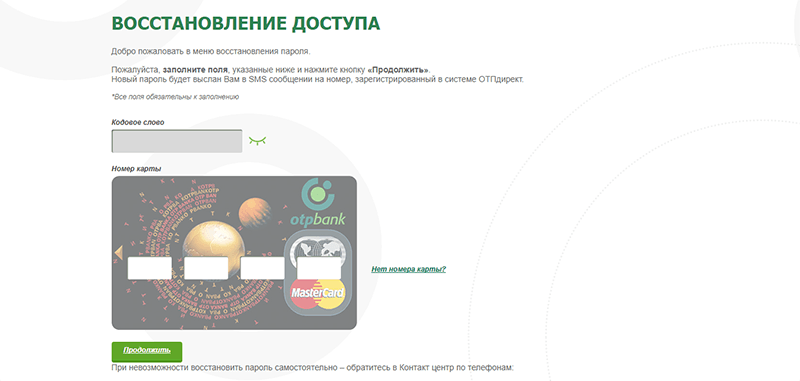 ВОССТАНОВЛЕНИЕ ДОСТУПА
Добро пожаловать в меню восстановления пароля.
Пожалуйста, заполните поля, указанные ниже и нажмите кнопку «Продолжить».
Новый пароль будет выслан Вам в SMS сообщении на номер, зарегистрированный в системе ОТПдирект.
*Все поля обязательны к заполнению
Кодовое слово
Номер карты
otpbank
MasterCard
Нет номера карты?
Продолжить
При невозможности восстановить пароль самостоятельно – обратитесь в Контакт центр по телефонам: